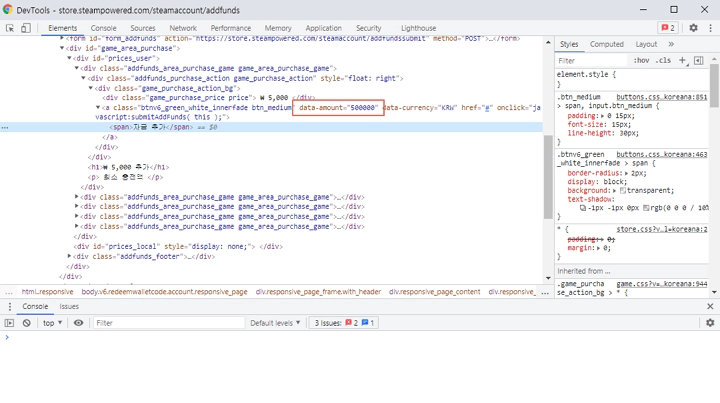 DevTools - store.steampowered.com/steamaccount/addfunds
Elements Console Sources Network Performance Memory Application Security Lighthouse 2
<form id="form_addfunds" action="https://store.steampowered.com/steamaccount/addfundssubmit" method="POST">…</form>
<div id="game_area_purchase">
<div id="prices_user">
<div class="addfunds_area_purchase_game game_area_purchase_game">
<div class="addfunds_purchase_action game_purchase_action" style="float: right">
<div class="game_purchase_action_bg">
<div class="game_purchase_price price"> ₩ 5,000 </div>
<a class="btnv6_green_white_innerfade btn_medium" data-amount="500000" data-currency="KRW" href="#" onclick="ja
vascript:submitAddFunds( this );">
… <span>자금 추가</span> == $0
</a>
</div>
</div>
<h1>₩ 5,000 추가</h1>
<p> 최소 충전액 </p>
</div>
<div class="addfunds_area_purchase_game game_area_purchase_game">…</div>
<div class="addfunds_area_purchase_game game_area_purchase_game">…</div>
<div class="addfunds_area_purchase_game game_area_purchase_game">…</div>
<div class="addfunds_area_purchase_game game_area_purchase_game">…</div>
</div>
<div id="prices_local" style="display: none;"> </div>
<div class="addfunds_footer">…</div>
</div>
</div>
… html.responsive body.v6.redeemwalletcode.account.responsive_page div.responsive_page_frame.with_header div.responsive_page_content div.responsive_ …
Styles Computed Layout »
Filter :hov .cls +
element.style {
}
.btn_medium buttons.css…koreana:851
> span, input.btn_medium {
padding: 0 15px;
font-size: 15px;
line-height: 30px;
}
.btnv6_green buttons.css…koreana:463
_white_innerfade > span {
border-radius: 2px;
display: block;
background: transparent;
text-shadow:
-1px -1px 0px rgb(0 0 0 / 10%
}
* { store.css?v…l=koreana:2
padding: 0;
margin: 0;
}
Inherited from …
.game_purcha game.css?v=…koreana:944
se_action_bg > * {
Console Issues
top Filter Default levels 3 Issues: 2 1
>